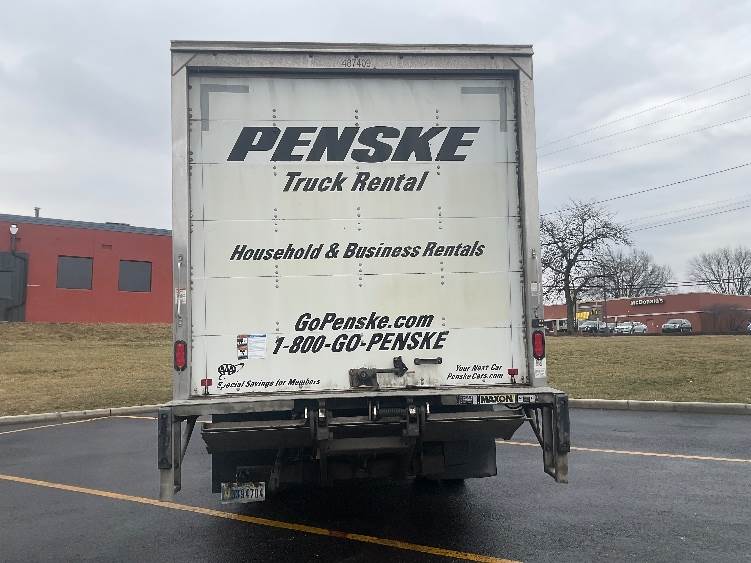 487409
PENSKE
Truck Rental
Household & Business Rentals
GoPenske.com
1-800-GO-PENSKE
AAA
Special Savings for Members
Your Next Car
PenskeCars.com
MAXON
McDonald's